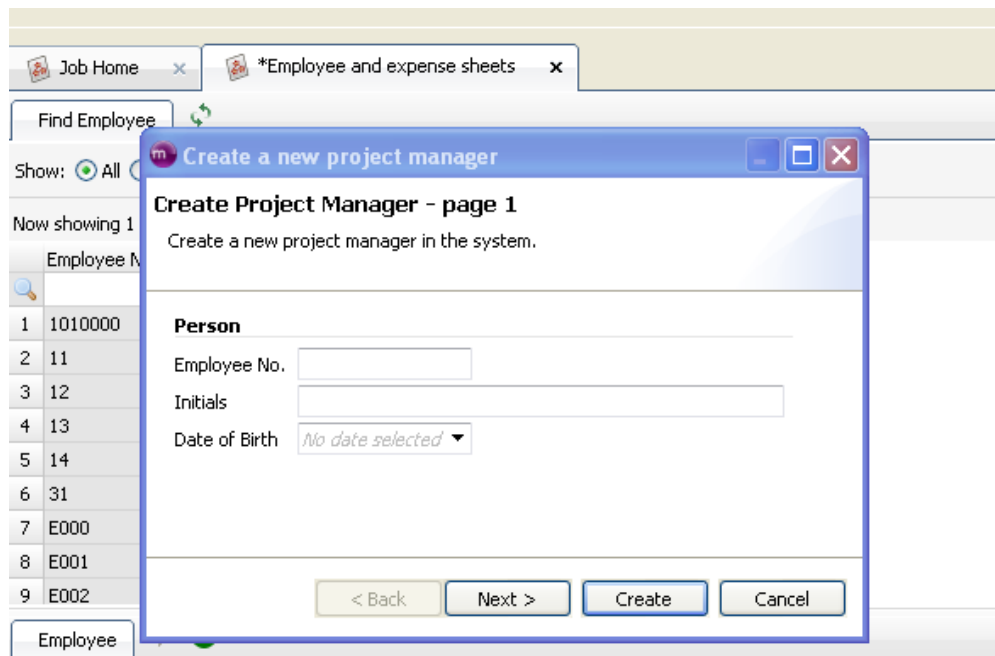 Job Home
*Employee and expense sheets
Find Employee
Create a new project manager
Show: All
Create Project Manager - page 1
Now showing 1
Create a new project manager in the system.
Employee N
1 1010000
Person
2 11
Employee No.
3 12
Initials
4 13
Date of Birth No date selected
5 14
6 31
7 E000
8 E001
9 E002
< Back Next > Create Cancel
Employee